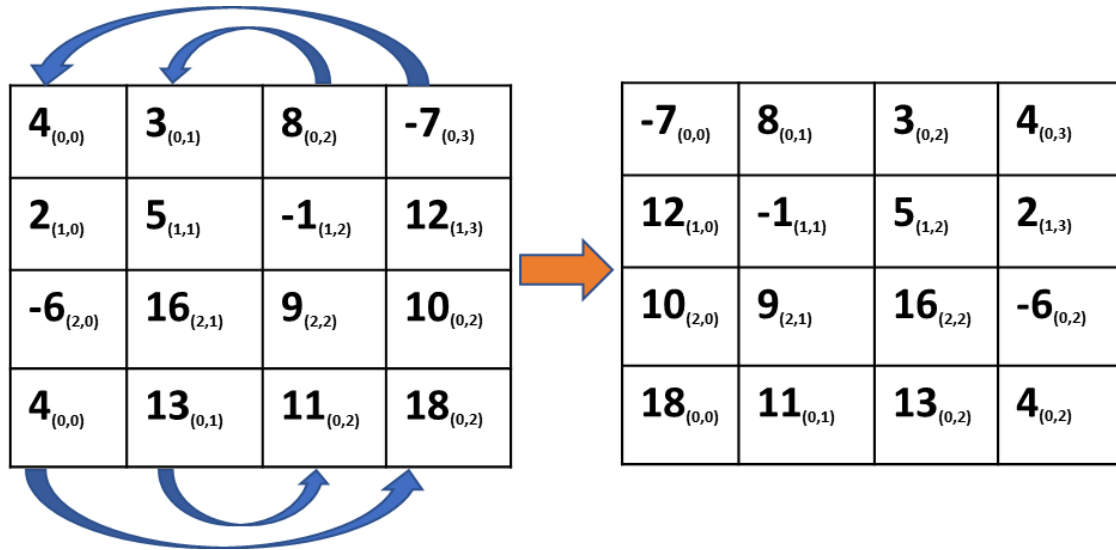 4(0,0) 3(0,1) 8(0,2) -7(0,3)
2(1,0) 5(1,1) -1(1,2) 12(1,3)
-6(2,0) 16(2,1) 9(2,2) 10(0,2)
4(0,0) 13(0,1) 11(0,2) 18(0,2)
-7(0,0) 8(0,1) 3(0,2) 4(0,3)
12(1,0) -1(1,1) 5(1,2) 2(1,3)
10(2,0) 9(2,1) 16(2,2) -6(0,2)
18(0,0) 11(0,1) 13(0,2) 4(0,2)